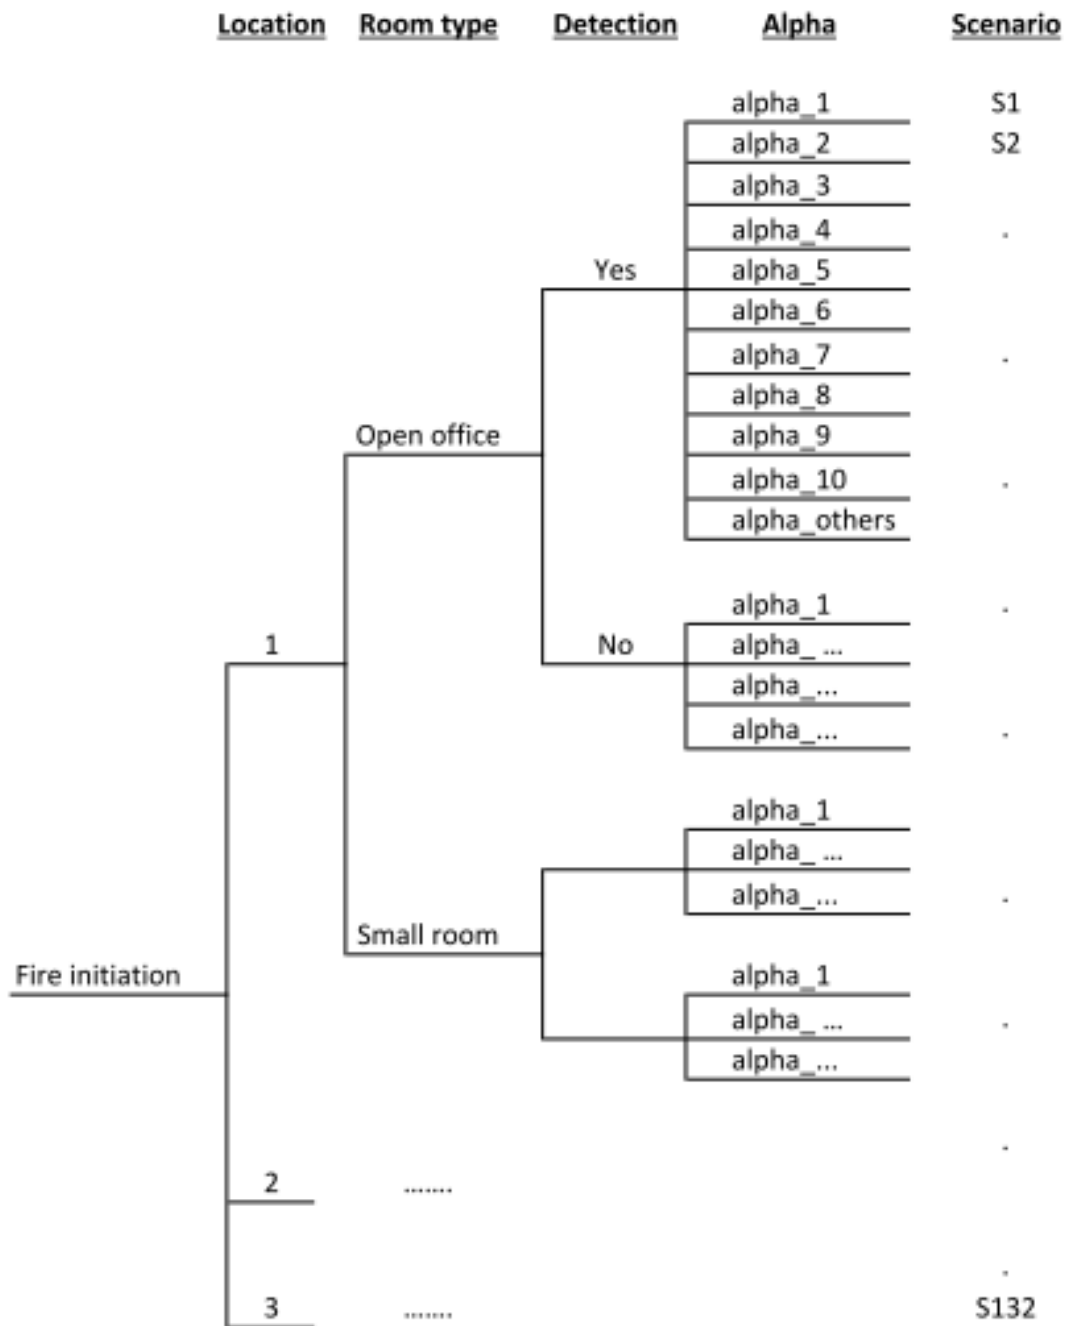 Location Room type Detection Alpha Scenario
alpha_1 S1
alpha_2 S2
alpha_3
alpha_4 .
Yes alpha_5
alpha_6
alpha_7 .
alpha_8
Open office alpha_9
alpha_10 .
alpha_others
alpha_1 .
1 No alpha_ ...
alpha_...
alpha_... .
alpha_1
alpha_ ...
alpha_... .
Small room
Fire initiation alpha_1
alpha_ ... .
alpha_...
.
2 .......
.
3 ....... S132